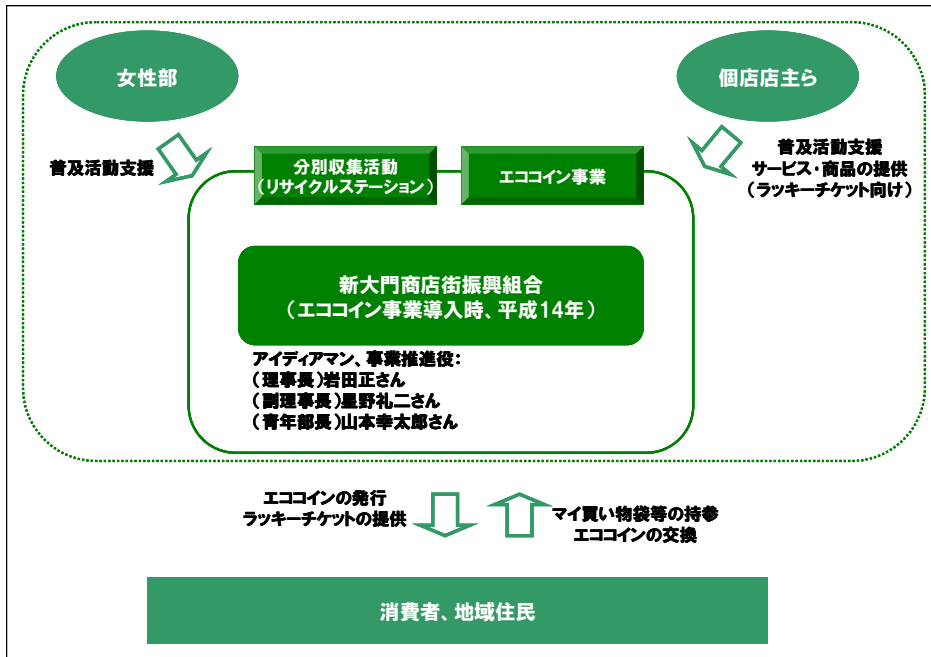 女性部
個店店主ら
普及活動支援
普及活動支援
サービス・商品の提供
(ラッキーチケット向け)
分別収集活動
(リサイクルステーション)
エココイン事業
新大門商店街振興組合
(エココイン事業導入時、平成14年)
アイディアマン、事業推進役:
(理事長)岩田正さん
(副理事長)星野礼二さん
(青年部長)山本幸太郎さん
エココインの発行
ラッキーチケットの提供
マイ買い物袋等の持参
エココインの交換
消費者、地域住民